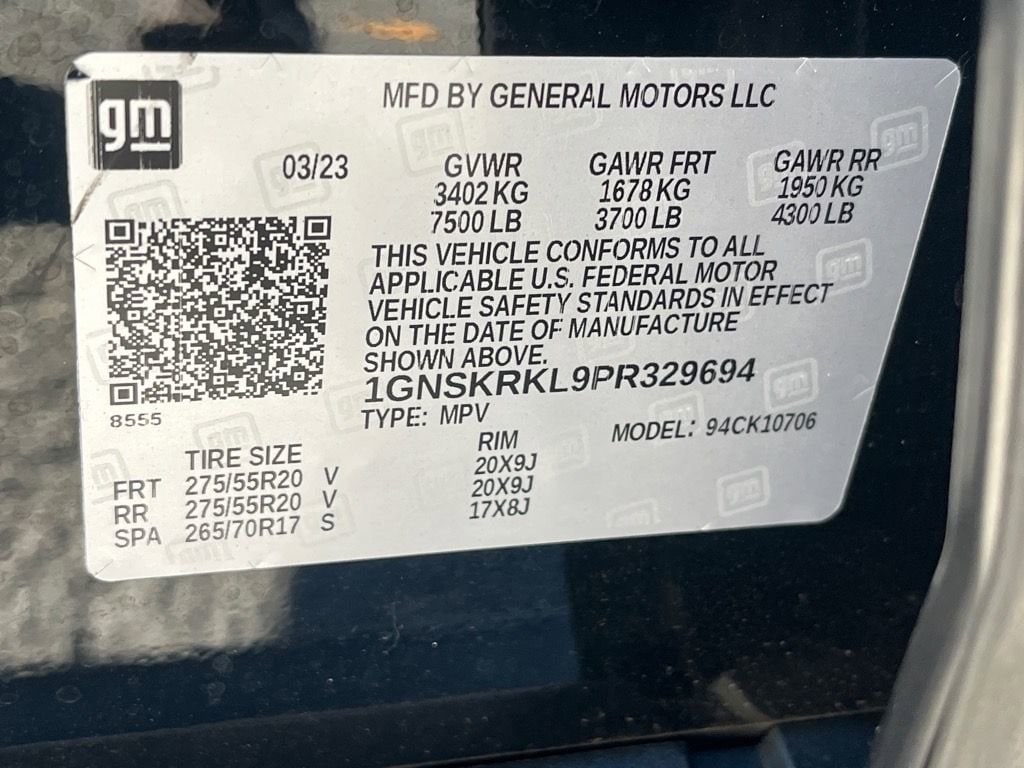 gm
MFD BY GENERAL MOTORS LLC
03/23 GVWR GAWR FRT GAWR RR
3402 KG 1678 KG 1950 KG
7500 LB 3700 LB 4300 LB
THIS VEHICLE CONFORMS TO ALL
APPLICABLE U.S. FEDERAL MOTOR
VEHICLE SAFETY STANDARDS IN EFFECT
ON THE DATE OF MANUFACTURE
SHOWN ABOVE.
1GNSKRKL9PR329694
8555
TYPE: MPV MODEL: 94CK10706
TIRE SIZE RIM
FRT 275/55R20 V 20X9J
RR 275/55R20 V 20X9J
SPA 265/70R17 S 17X8J